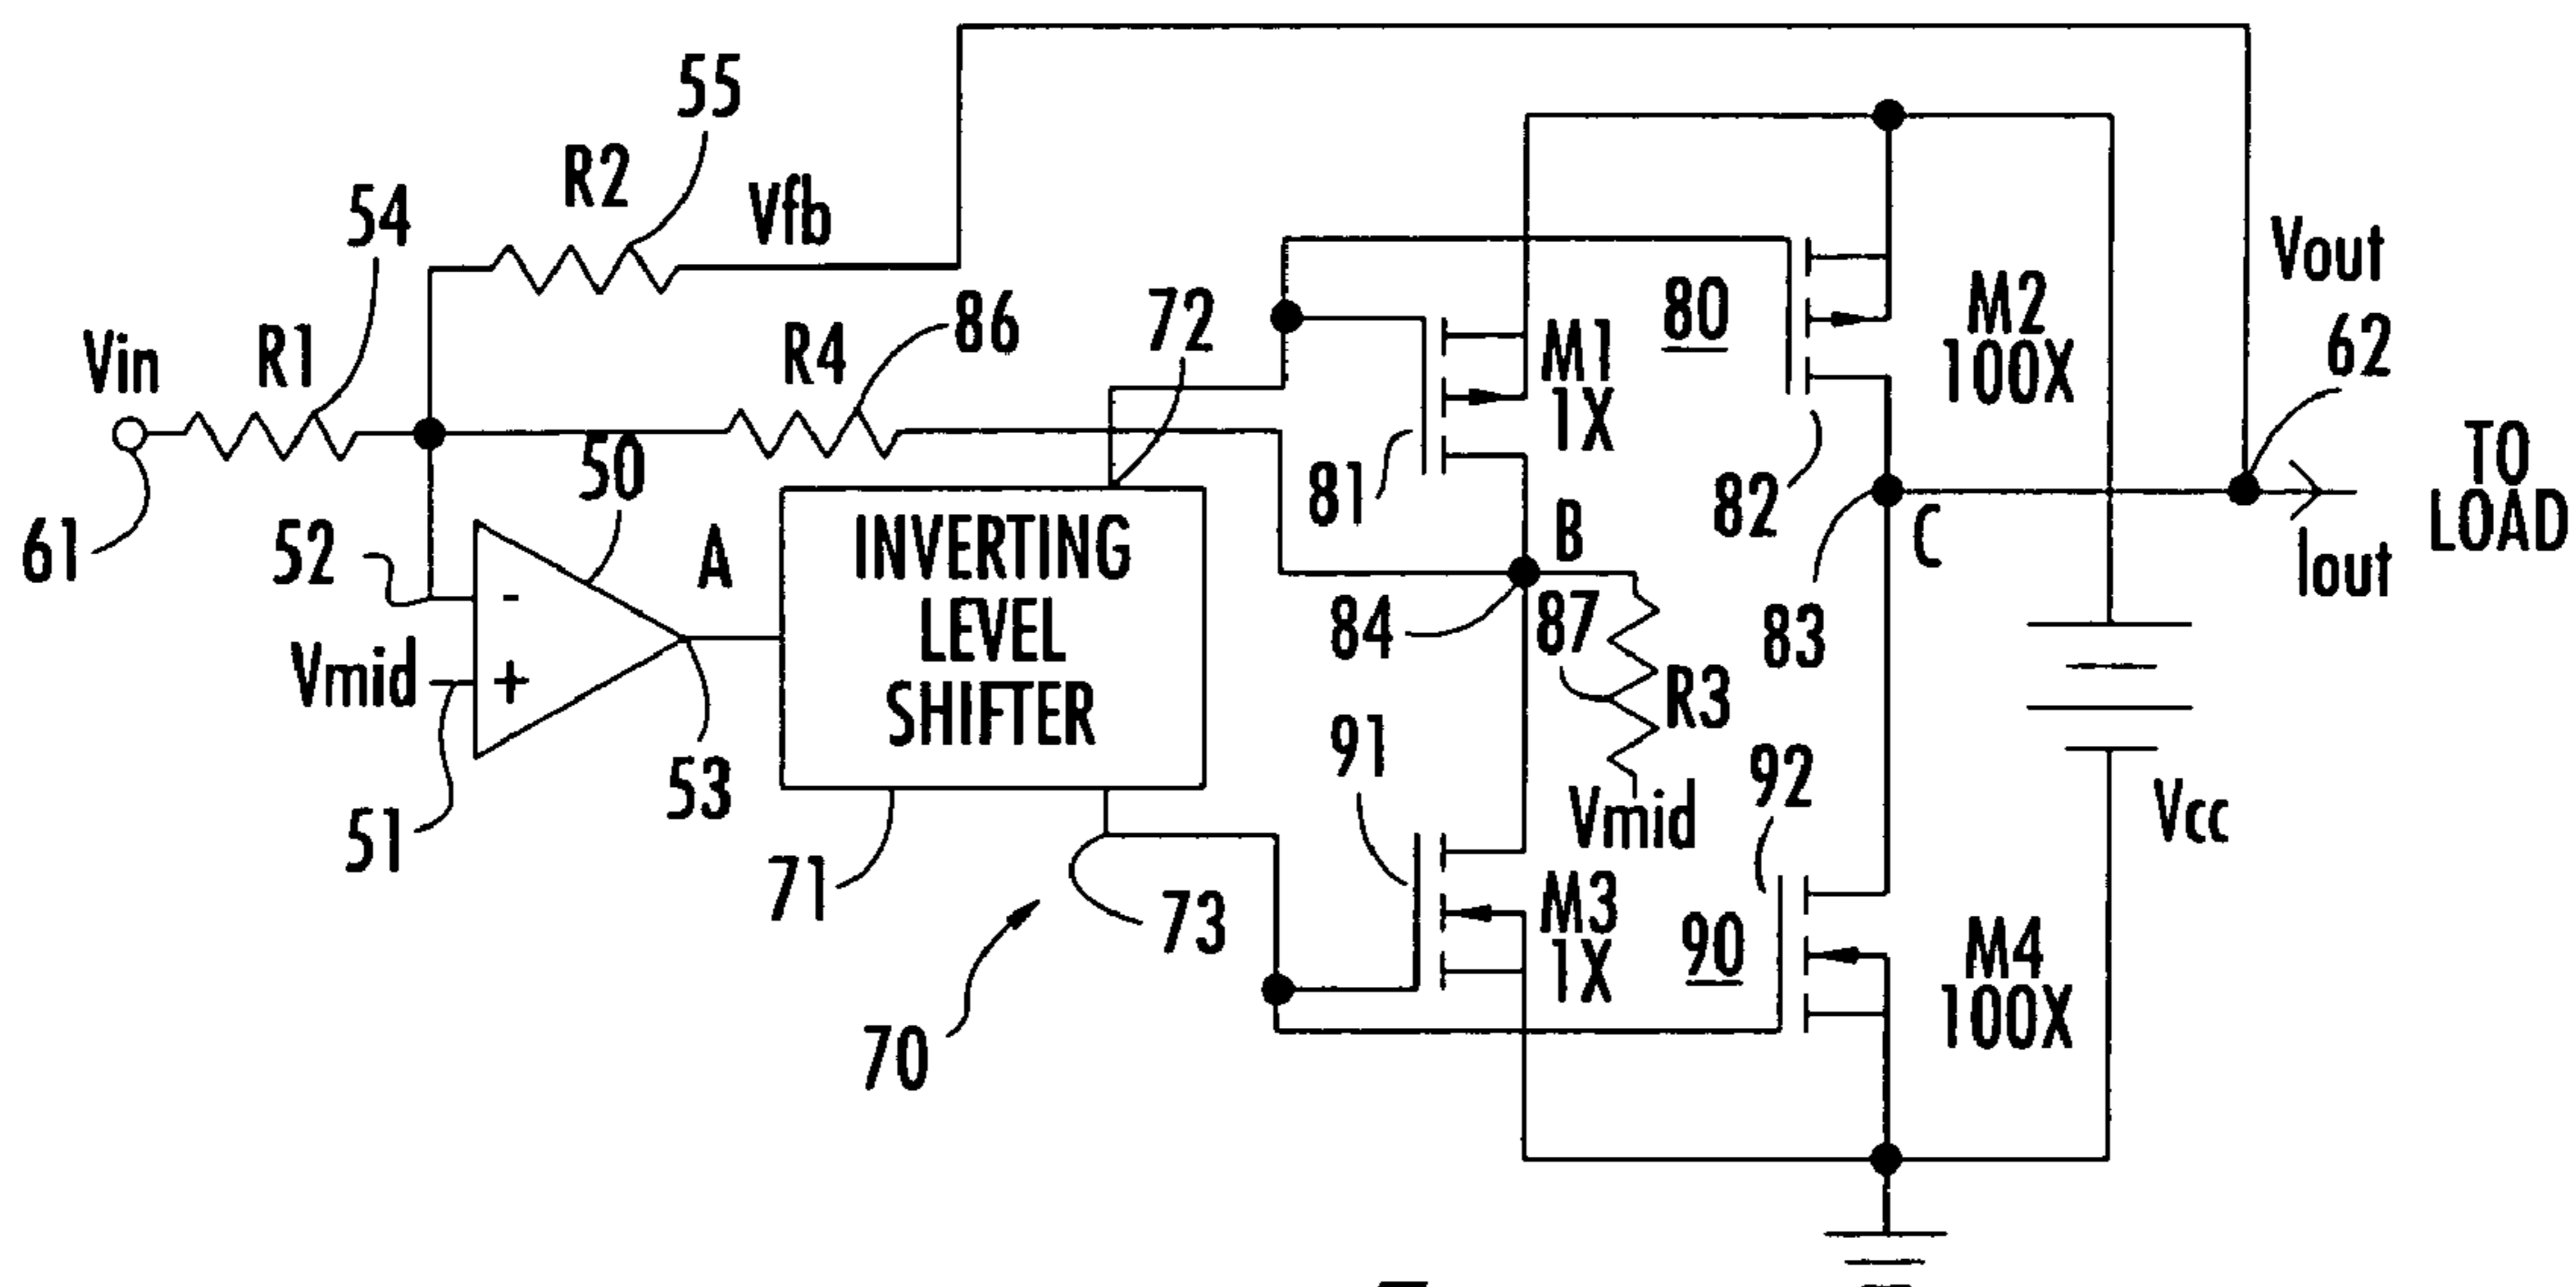 55
R2
Vfb
54
Vin
R1
R4
86
72
80
M2
100X
Vout
62
M1
1X
TO
LOAD
61
52
50
A
INVERTING
LEVEL
SHIFTER
81
82
B
C
Iout
84
87
83
Vmid
-
+
R3
51
53
91
92
Vmid
Vcc
71
73
M3
1X
90
M4
100X
70